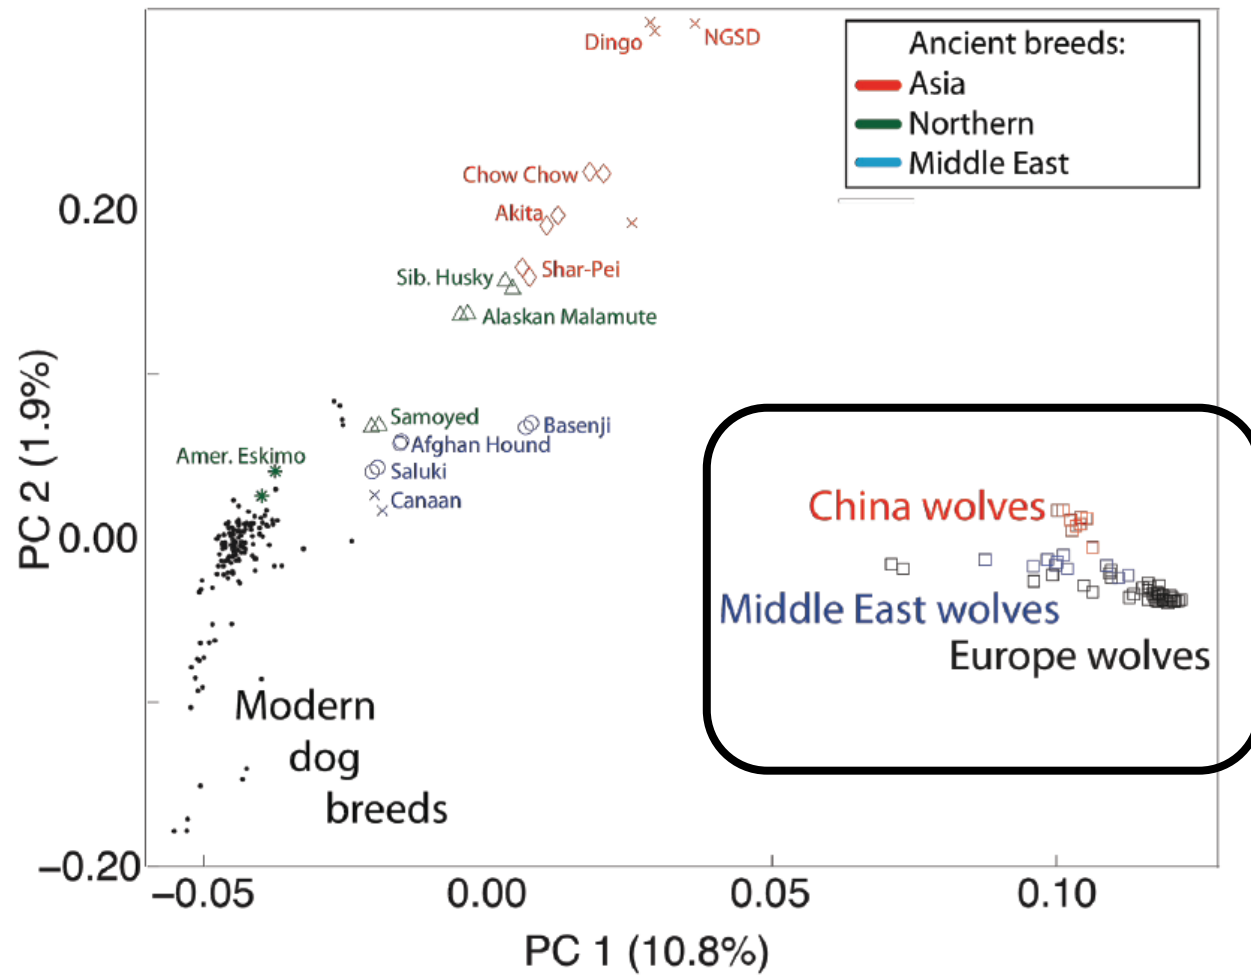 Dingo
NGSD
Ancient breeds:
Asia
Northern
Middle East
Chow Chow
0.20
Akita
Shar-Pei
Sib. Husky
Alaskan Malamute
Samoyed
Basenji
Afghan Hound
Amer. Eskimo
Saluki
Canaan
China wolves
PC 2 (1.9%)
0.00
Middle East wolves
Europe wolves
Modern
dog
breeds
−0.20
−0.05
0.00
0.05
0.10
PC 1 (10.8%)